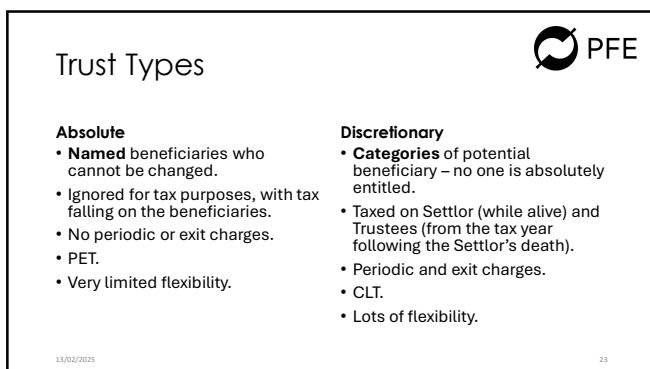 PFE
Trust Types
Absolute
• Named beneficiaries who
cannot be changed.
• Ignored for tax purposes, with tax
falling on the beneficiaries.
• No periodic or exit charges.
• PET.
• Very limited flexibility.
Discretionary
• Categories of potential
beneficiary – no one is absolutely
entitled.
• Taxed on Settlor (while alive) and
Trustees (from the tax year
following the Settlor’s death).
• Periodic and exit charges.
• CLT.
• Lots of flexibility.
13/02/2025
23